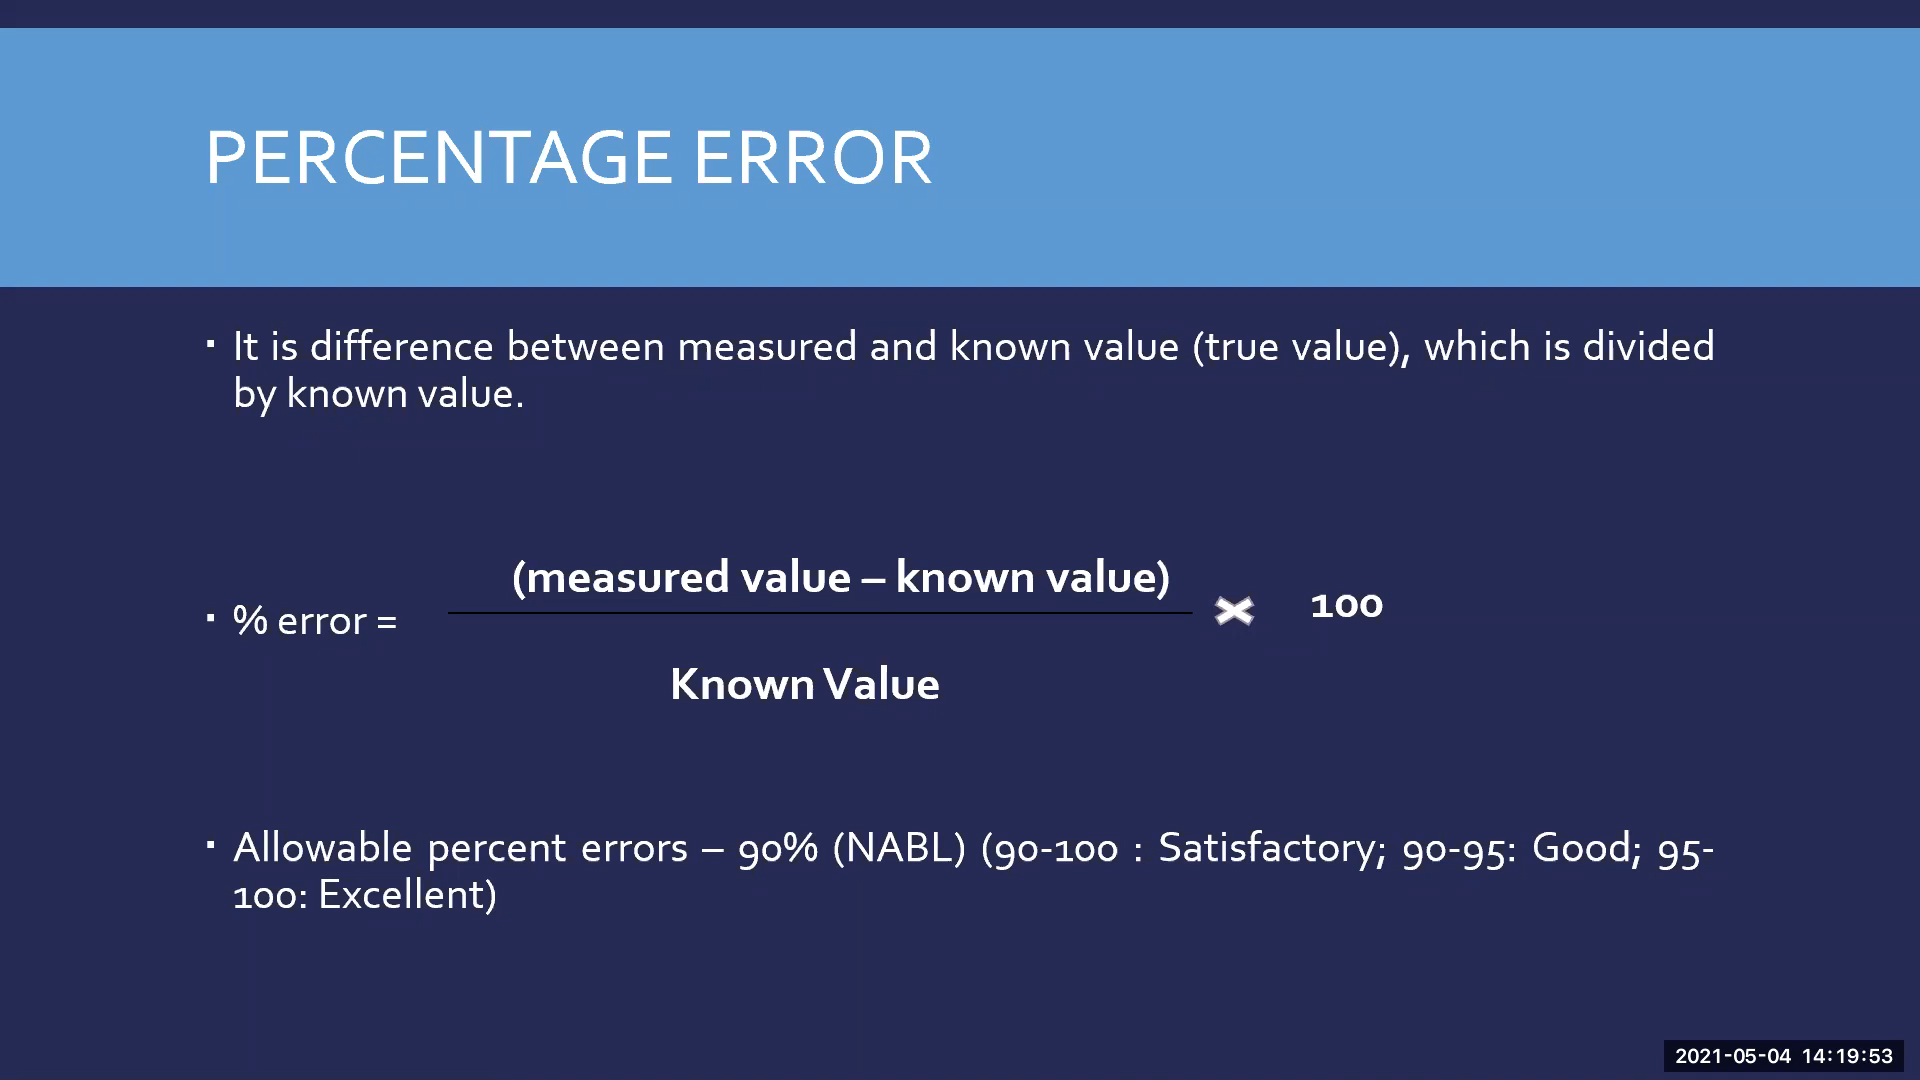 PERCENTAGE ERROR
▪ It is difference between measured and known value (true value), which is divided
by known value.
(measured value – known value)
▪ % error = × 100
Known Value
▪ Allowable percent errors – 90% (NABL) (90-100 : Satisfactory; 90-95: Good; 95-
100: Excellent)
2021-05-04 14:19:53